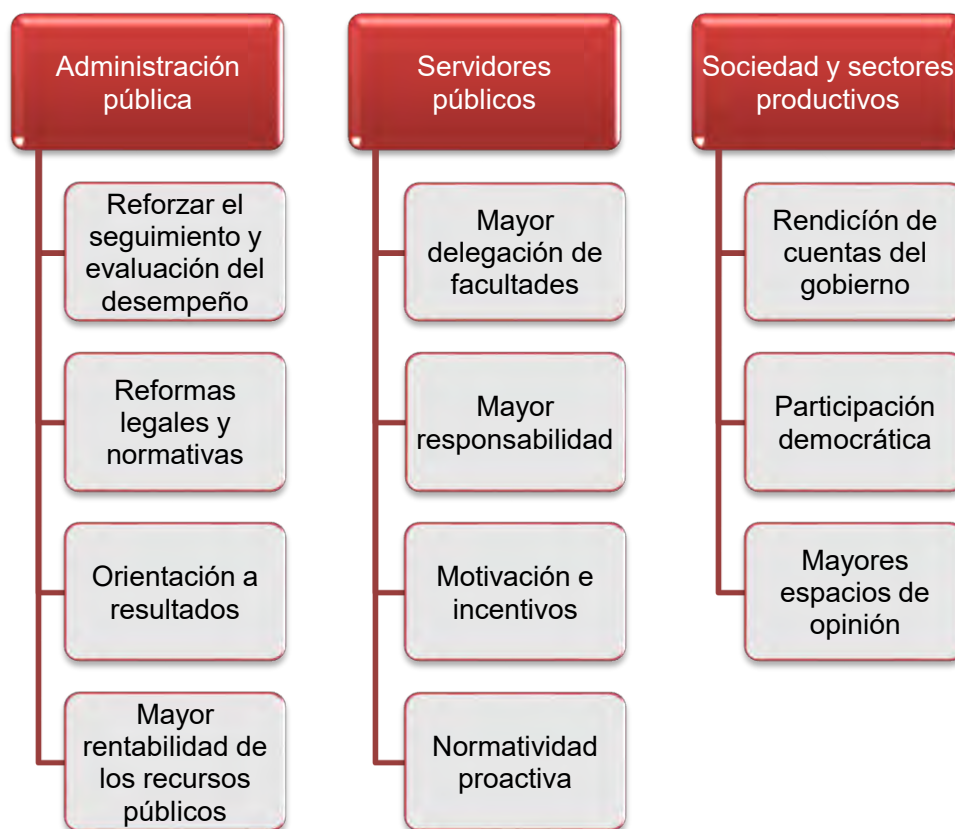 Administración
pública
Reforzar el
seguimiento y
evaluación del
desempeño
Reformas
legales y
normativas
Orientación a
resultados
Mayor
rentabilidad de
los recursos
públicos
Servidores
públicos
Mayor
delegación de
facultades
Mayor
responsabilidad
Motivación e
incentivos
Normatividad
proactiva
Sociedad y sectores
productivos
Rendicíón de
cuentas del
gobierno
Participación
democrática
Mayores
espacios de
opinión